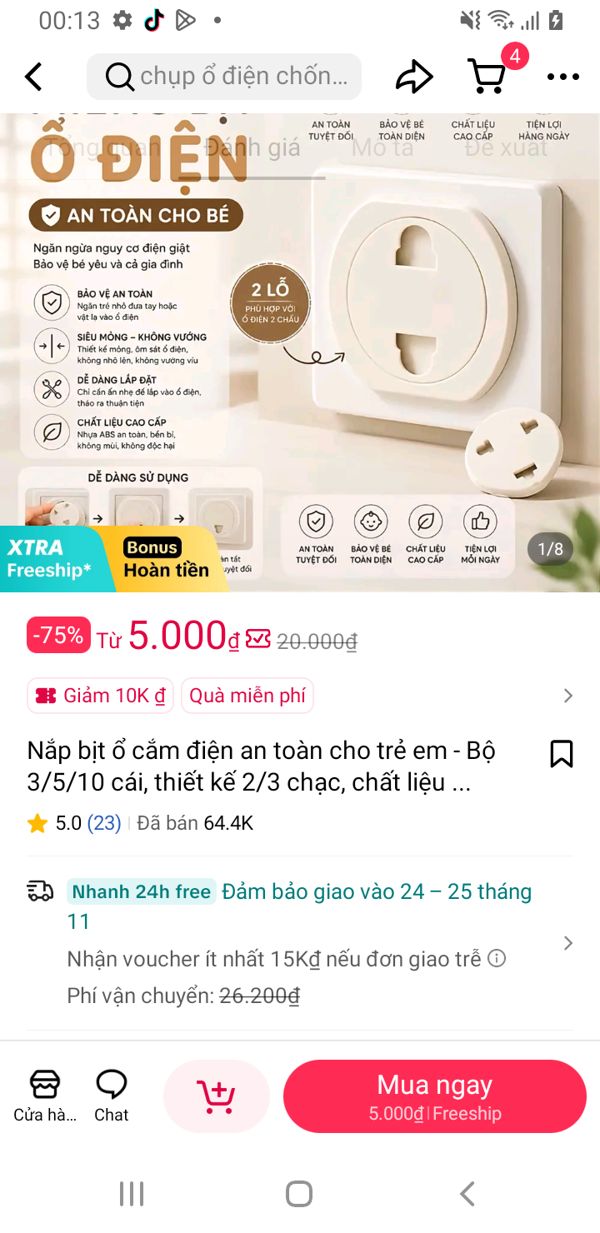 00:13
chụp ổ điện chốn...
4
Tổng quan Đánh giá Mô tả Đề xuất
Ổ ĐIỆN
AN TOÀN CHO BÉ
Ngăn ngừa nguy cơ điện giật
Bảo vệ bé yêu và cả gia đình
AN TOÀN
TUYỆT ĐỐI
BẢO VỆ BÉ
TOÀN DIỆN
CHẤT LIỆU
CAO CẤP
TIỆN LỢI
HÀNG NGÀY
BẢO VỆ AN TOÀN
Ngăn trẻ nhỏ đưa tay hoặc
vật lạ vào ổ điện
SIÊU MỎNG – KHÔNG VƯỚNG
Thiết kế mỏng, ôm sát ổ điện,
không nhô lên, không vướng víu
DỄ DÀNG LẮP ĐẶT
Chỉ cần ấn nhẹ để lắp vào ổ điện,
tháo ra thuận tiện
CHẤT LIỆU CAO CẤP
Nhựa ABS an toàn, bền bỉ,
không mùi, không độc hại
2 LỖ
PHÙ HỢP VỚI
Ổ ĐIỆN 2 CHẤU
DỄ DÀNG SỬ DỤNG
AN TOÀN
TUYỆT ĐỐI
BẢO VỆ BÉ
TOÀN DIỆN
CHẤT LIỆU
CAO CẤP
TIỆN LỢI
MỖI NGÀY
1/8
XTRA
Freeship*
Bonus
Hoàn tiền
-75% Từ 5.000₫ 20.000₫
Giảm 10K ₫ Quà miễn phí
Nắp bịt ổ cắm điện an toàn cho trẻ em - Bộ
3/5/10 cái, thiết kế 2/3 chạc, chất liệu ...
5.0 (23) Đã bán 64.4K
Nhanh 24h free Đảm bảo giao vào 24 – 25 tháng
11
Nhận voucher ít nhất 15K₫ nếu đơn giao trễ
Phí vận chuyển: 26.200₫
Cửa hà...
Chat
Mua ngay
5.000₫ | Freeship